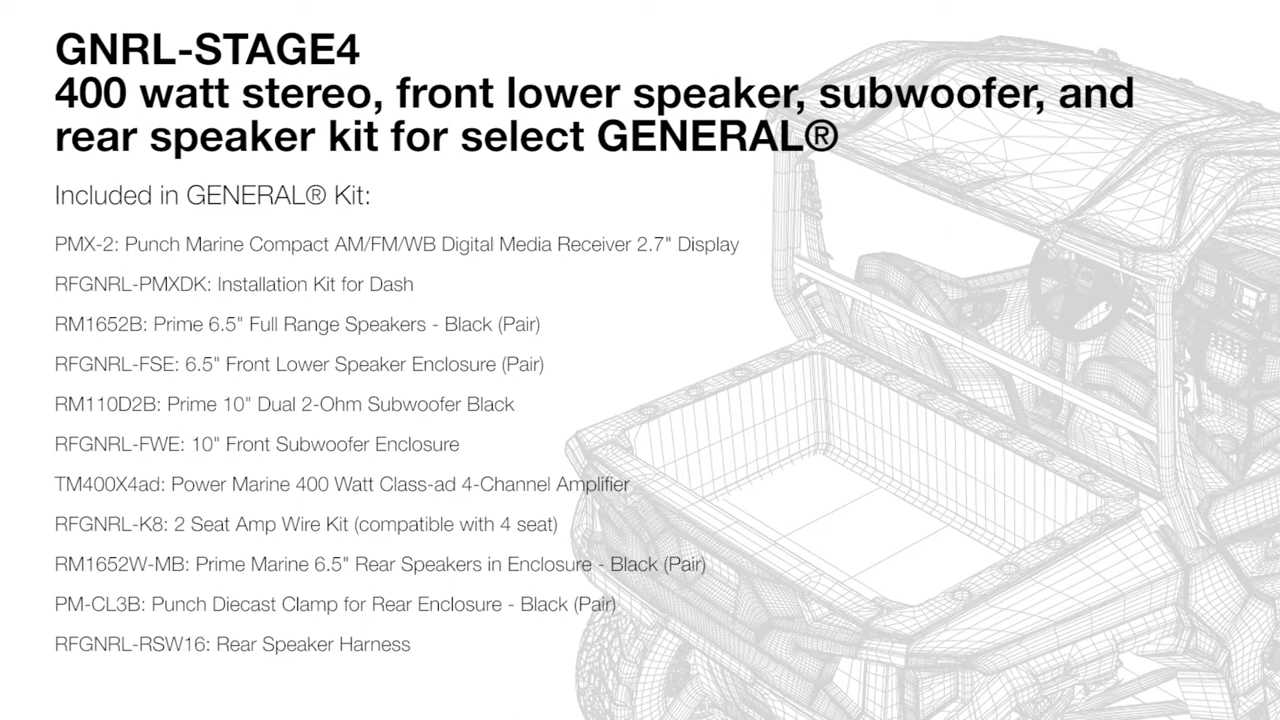 GNRL-STAGE4
400 watt stereo, front lower speaker, subwoofer, and
rear speaker kit for select GENERAL®
Included in GENERAL® Kit:
PMX-2: Punch Marine Compact AM/FM/WB Digital Media Receiver 2.7" Display
RFGNRL-PMXDK: Installation Kit for Dash
RM1652B: Prime 6.5" Full Range Speakers - Black (Pair)
RFGNRL-FSE: 6.5" Front Lower Speaker Enclosure (Pair)
RM110D2B: Prime 10" Dual 2-Ohm Subwoofer Black
RFGNRL-FWE: 10" Front Subwoofer Enclosure
TM400X4ad: Power Marine 400 Watt Class-ad 4-Channel Amplifier
RFGNRL-K8: 2 Seat Amp Wire Kit (compatible with 4 seat)
RM1652W-MB: Prime Marine 6.5" Rear Speakers in Enclosure - Black (Pair)
PM-CL3B: Punch Diecast Clamp for Rear Enclosure - Black (Pair)
RFGNRL-RSW16: Rear Speaker Harness